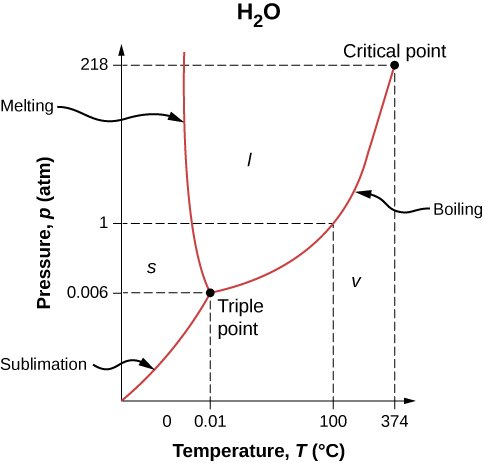 H2O
Critical point
218
Melting
l
Pressure, p (atm)
1
Boiling
s
v
0.006
Triple
point
Sublimation
0 0.01 100 374
Temperature, T (°C)